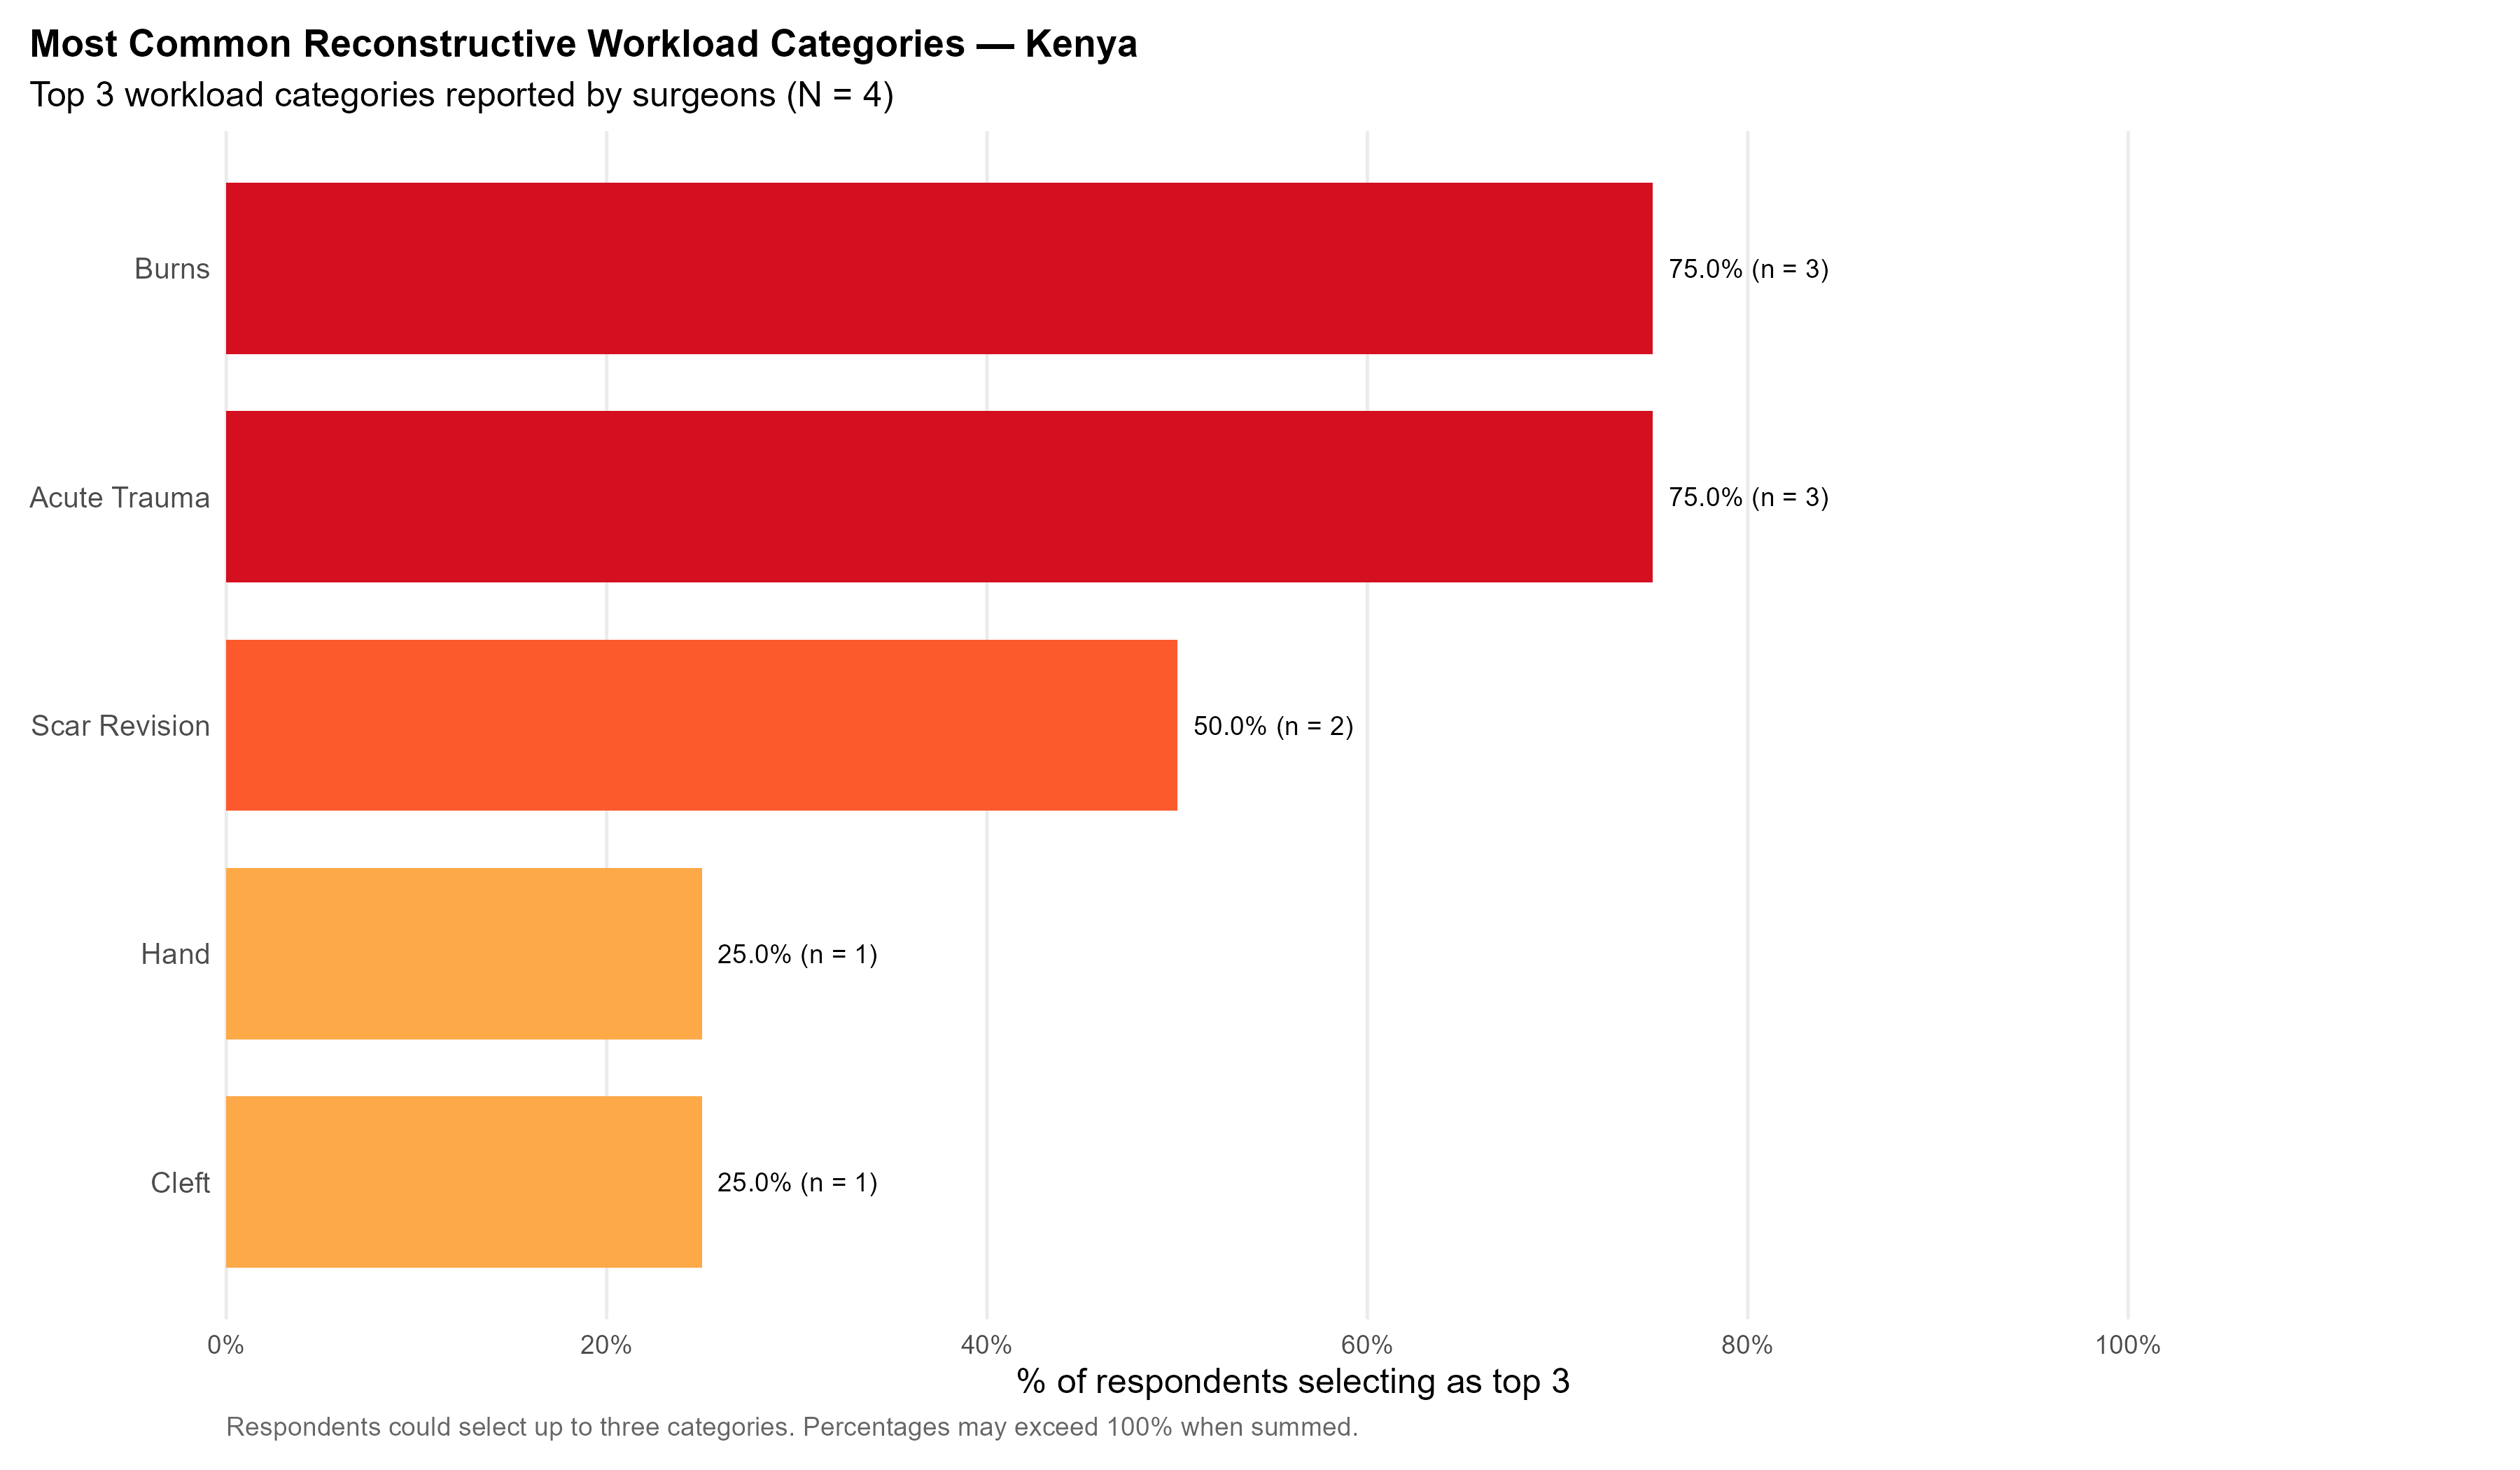 Most Common Reconstructive Workload Categories — Kenya
Top 3 workload categories reported by surgeons (N = 4)
Burns
75.0% (n = 3)
Acute Trauma
75.0% (n = 3)
Scar Revision
50.0% (n = 2)
Hand
25.0% (n = 1)
Cleft
25.0% (n = 1)
0% 20% 40% 60% 80% 100%
% of respondents selecting as top 3
Respondents could select up to three categories. Percentages may exceed 100% when summed.